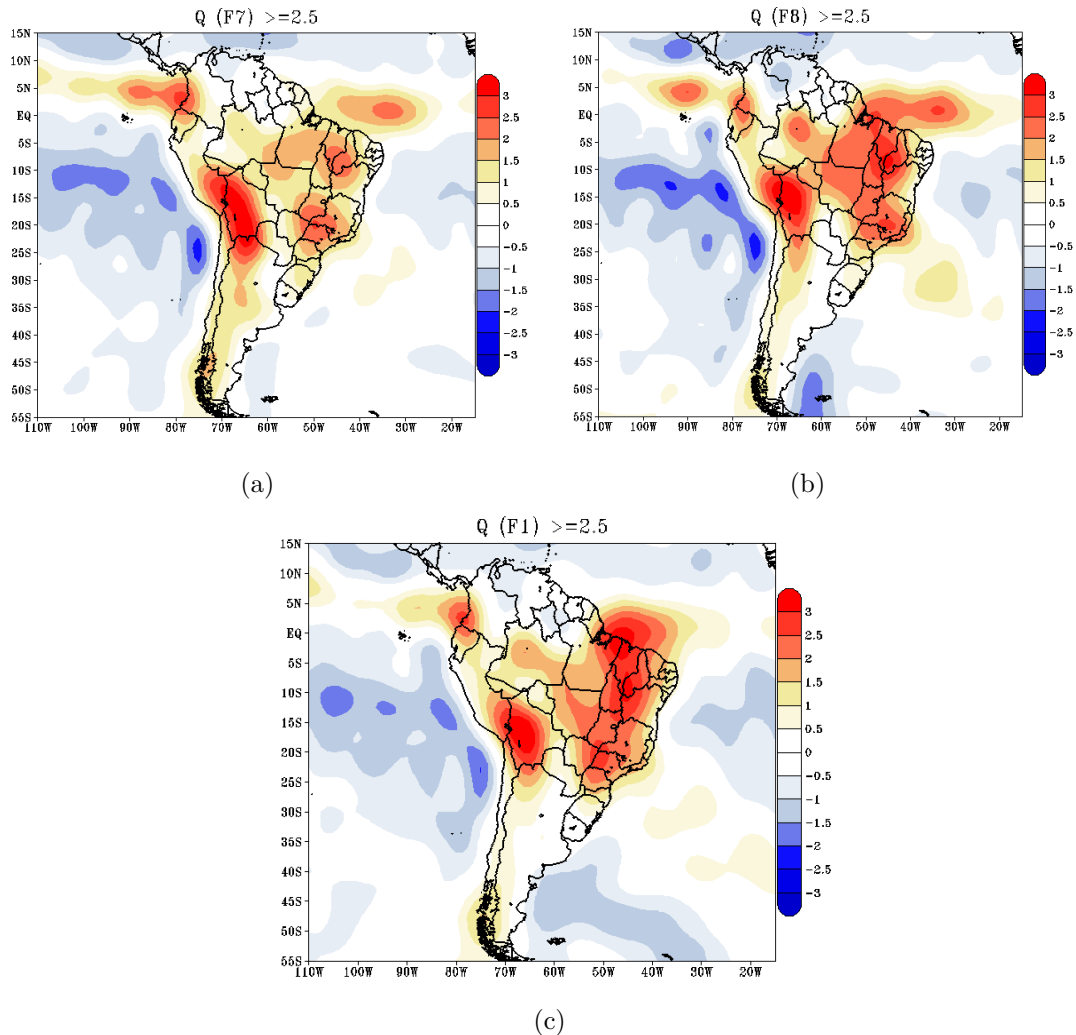 Q (F7) >=2.5
15N
10N
5N
EQ
5S
10S
15S
20S
25S
30S
35S
40S
45S
50S
55S
110W 100W 90W 80W 70W 60W 50W 40W 30W 20W
3
2.5
2
1.5
1
0.5
0
-0.5
-1
-1.5
-2
-2.5
-3
(a)
Q (F8) >=2.5
15N
10N
5N
EQ
5S
10S
15S
20S
25S
30S
35S
40S
45S
50S
55S
110W 100W 90W 80W 70W 60W 50W 40W 30W 20W
3
2.5
2
1.5
1
0.5
0
-0.5
-1
-1.5
-2
-2.5
-3
(b)
Q (F1) >=2.5
15N
10N
5N
EQ
5S
10S
15S
20S
25S
30S
35S
40S
45S
50S
55S
110W 100W 90W 80W 70W 60W 50W 40W 30W 20W
3
2.5
2
1.5
1
0.5
0
-0.5
-1
-1.5
-2
-2.5
-3
(c)